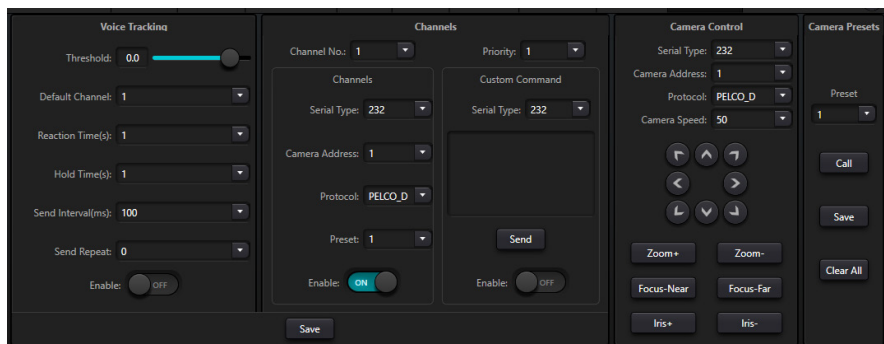 Voice Tracking
Threshold: 0.0
Default Channel: 1
Reaction Time(s): 1
Hold Time(s): 1
Send Interval(ms): 100
Send Repeat: 0
Enable: OFF
Channels
Channel No.: 1 Priority: 1
Channels
Serial Type: 232
Camera Address: 1
Protocol: PELCO_D
Preset: 1
Enable: ON
Custom Command
Serial Type: 232
Send
Enable: OFF
Save
Camera Control
Serial Type: 232
Camera Address: 1
Protocol: PELCO_D
Camera Speed: 50
Zoom+ Zoom-
Focus-Near Focus-Far
Iris+ Iris-
Camera Presets
Preset
1
Call
Save
Clear All